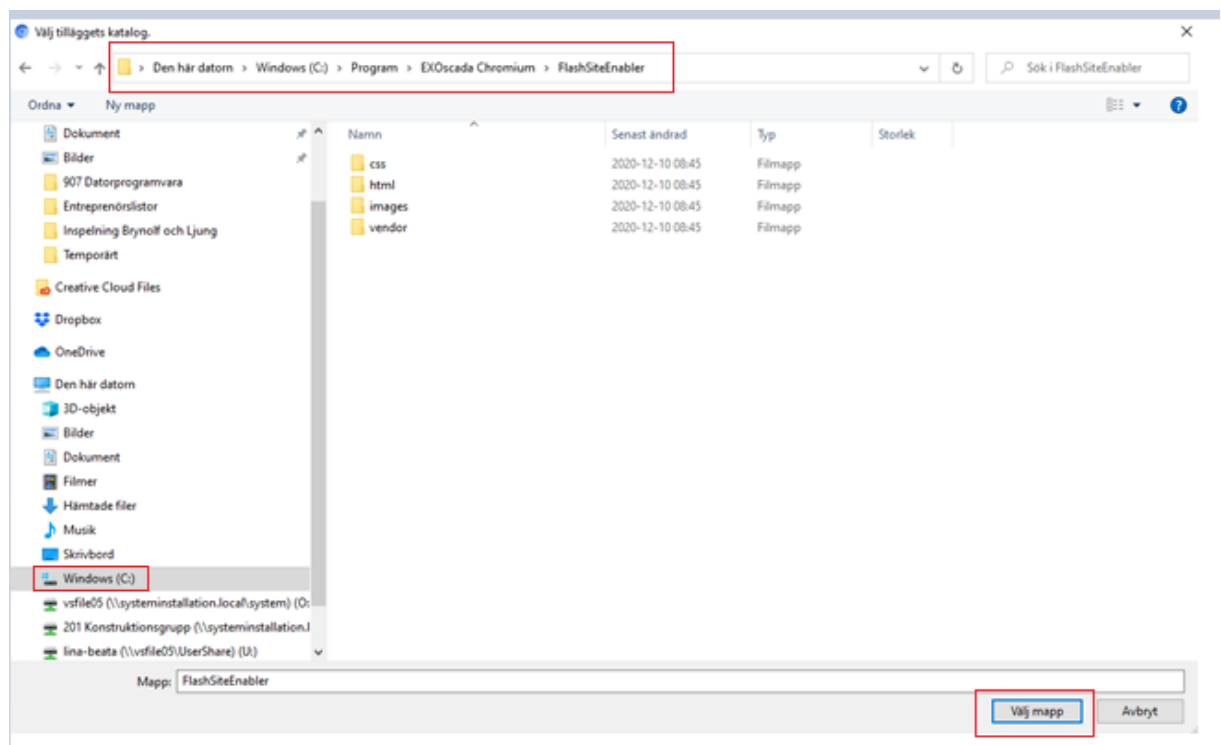 Välj tilläggets katalog.
Den här datorn > Windows (C:) > Program > EXOscada Chromium > FlashSiteEnabler
Sök i FlashSiteEnabler
Ordna Ny mapp
Namn Senast ändrad Typ Storlek
css 2020-12-10 08:45 Filmapp
html 2020-12-10 08:45 Filmapp
images 2020-12-10 08:45 Filmapp
vendor 2020-12-10 08:45 Filmapp
Dokument
Bilder
907 Datorprogramvara
Entreprenörslistor
Inspelning Brynolf och Ljung
Temporärt
Creative Cloud Files
Dropbox
OneDrive
Den här datorn
3D-objekt
Bilder
Dokument
Filmer
Hämtade filer
Musik
Skrivbord
Windows (C:)
vsfile05 (\\systeminstallation.local\system) (O:
201 Konstruktionsgrupp (\\systeminstallation.l
lina-beata (\\vsfile05\UserShare) (U:)
Mapp: FlashSiteEnabler
Välj mapp Avbryt